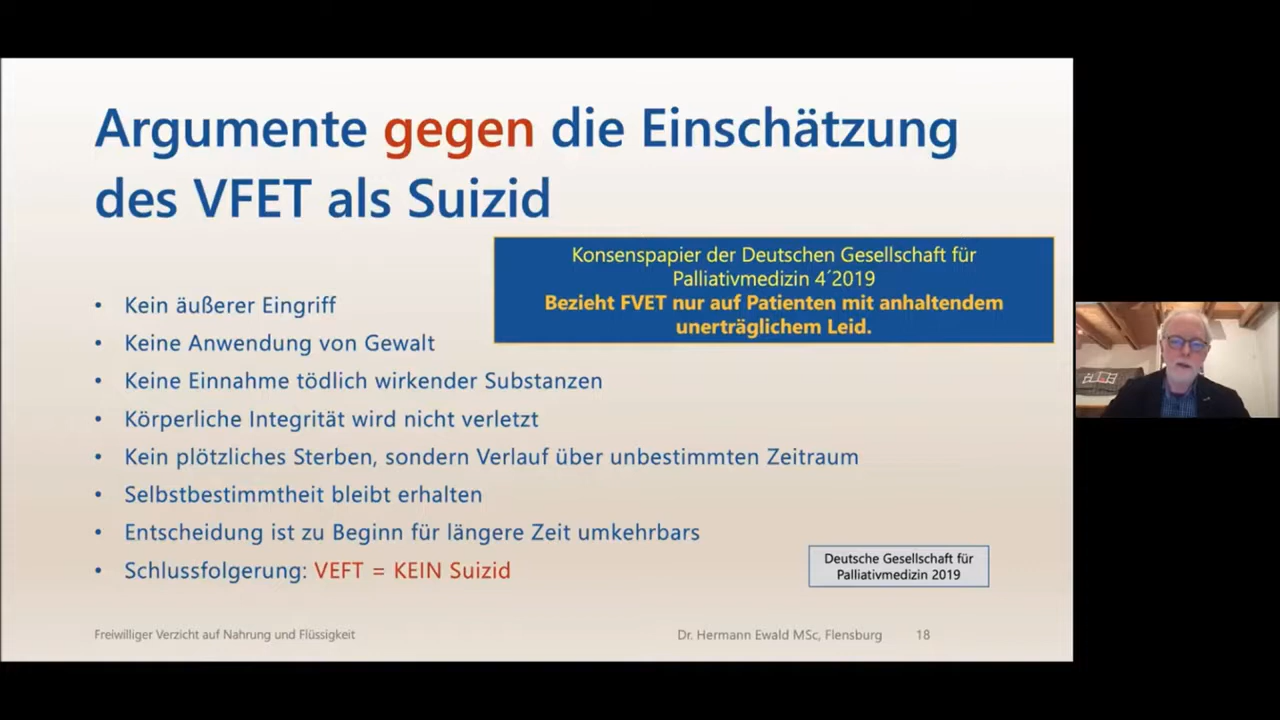 Argumente gegen die Einschätzung
des VFET als Suizid
Konsenspapier der Deutschen Gesellschaft für
Palliativmedizin 4´2019
Bezieht FVET nur auf Patienten mit anhaltendem
unerträglichem Leid.
• Kein äußerer Eingriff
• Keine Anwendung von Gewalt
• Keine Einnahme tödlich wirkender Substanzen
• Körperliche Integrität wird nicht verletzt
• Kein plötzliches Sterben, sondern Verlauf über unbestimmten Zeitraum
• Selbstbestimmtheit bleibt erhalten
• Entscheidung ist zu Beginn für längere Zeit umkehrbars
• Schlussfolgerung: VEFT = KEIN Suizid
Deutsche Gesellschaft für
Palliativmedizin 2019
Freiwilliger Verzicht auf Nahrung und Flüssigkeit
Dr. Hermann Ewald MSc, Flensburg
18